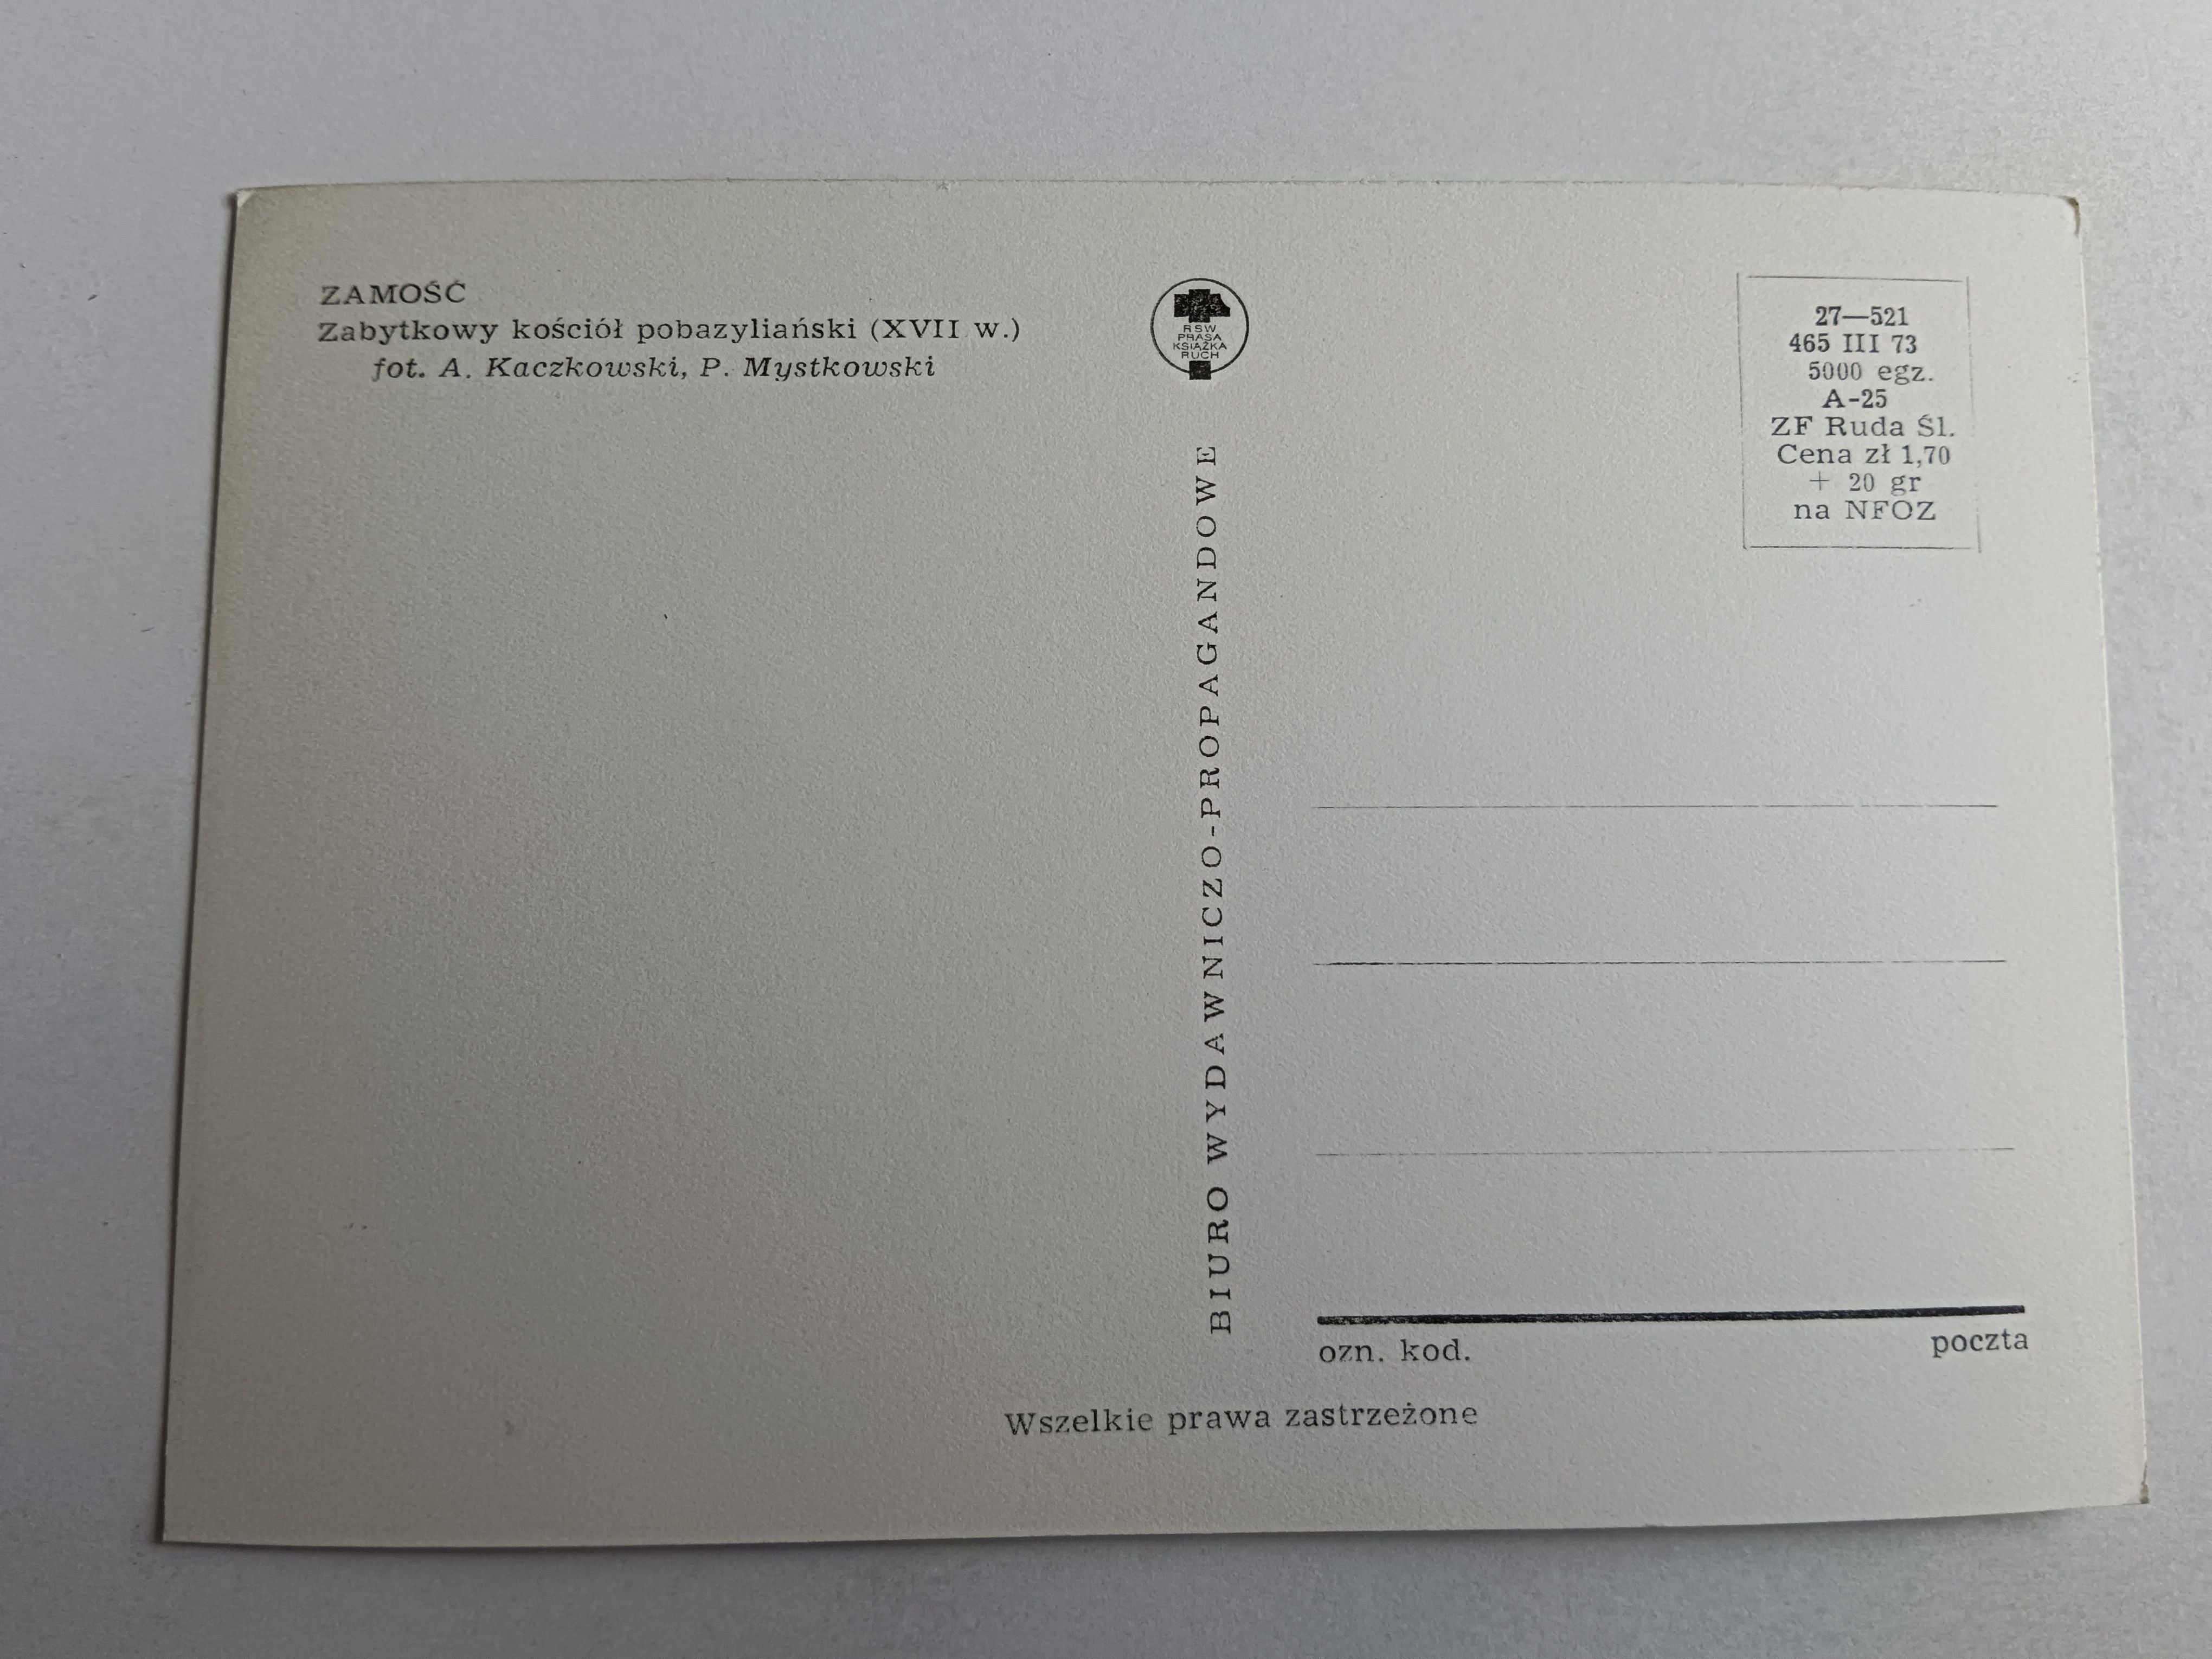 ZAMOŚĆ
Zabytkowy kościół pobazyliański (XVII w.)
fot. A. Kaczkowski, P. Mystkowski
RSW
PRASA
KSIĄŻKA
RUCH
BIURO WYDAWNICZO-PROPAGANDOWE
27—521
465 III 73
5000 egz.
A-25
ZF Ruda Śl.
Cena zł 1,70
+ 20 gr
na NFOZ
ozn. kod.
poczta
Wszelkie prawa zastrzeżone